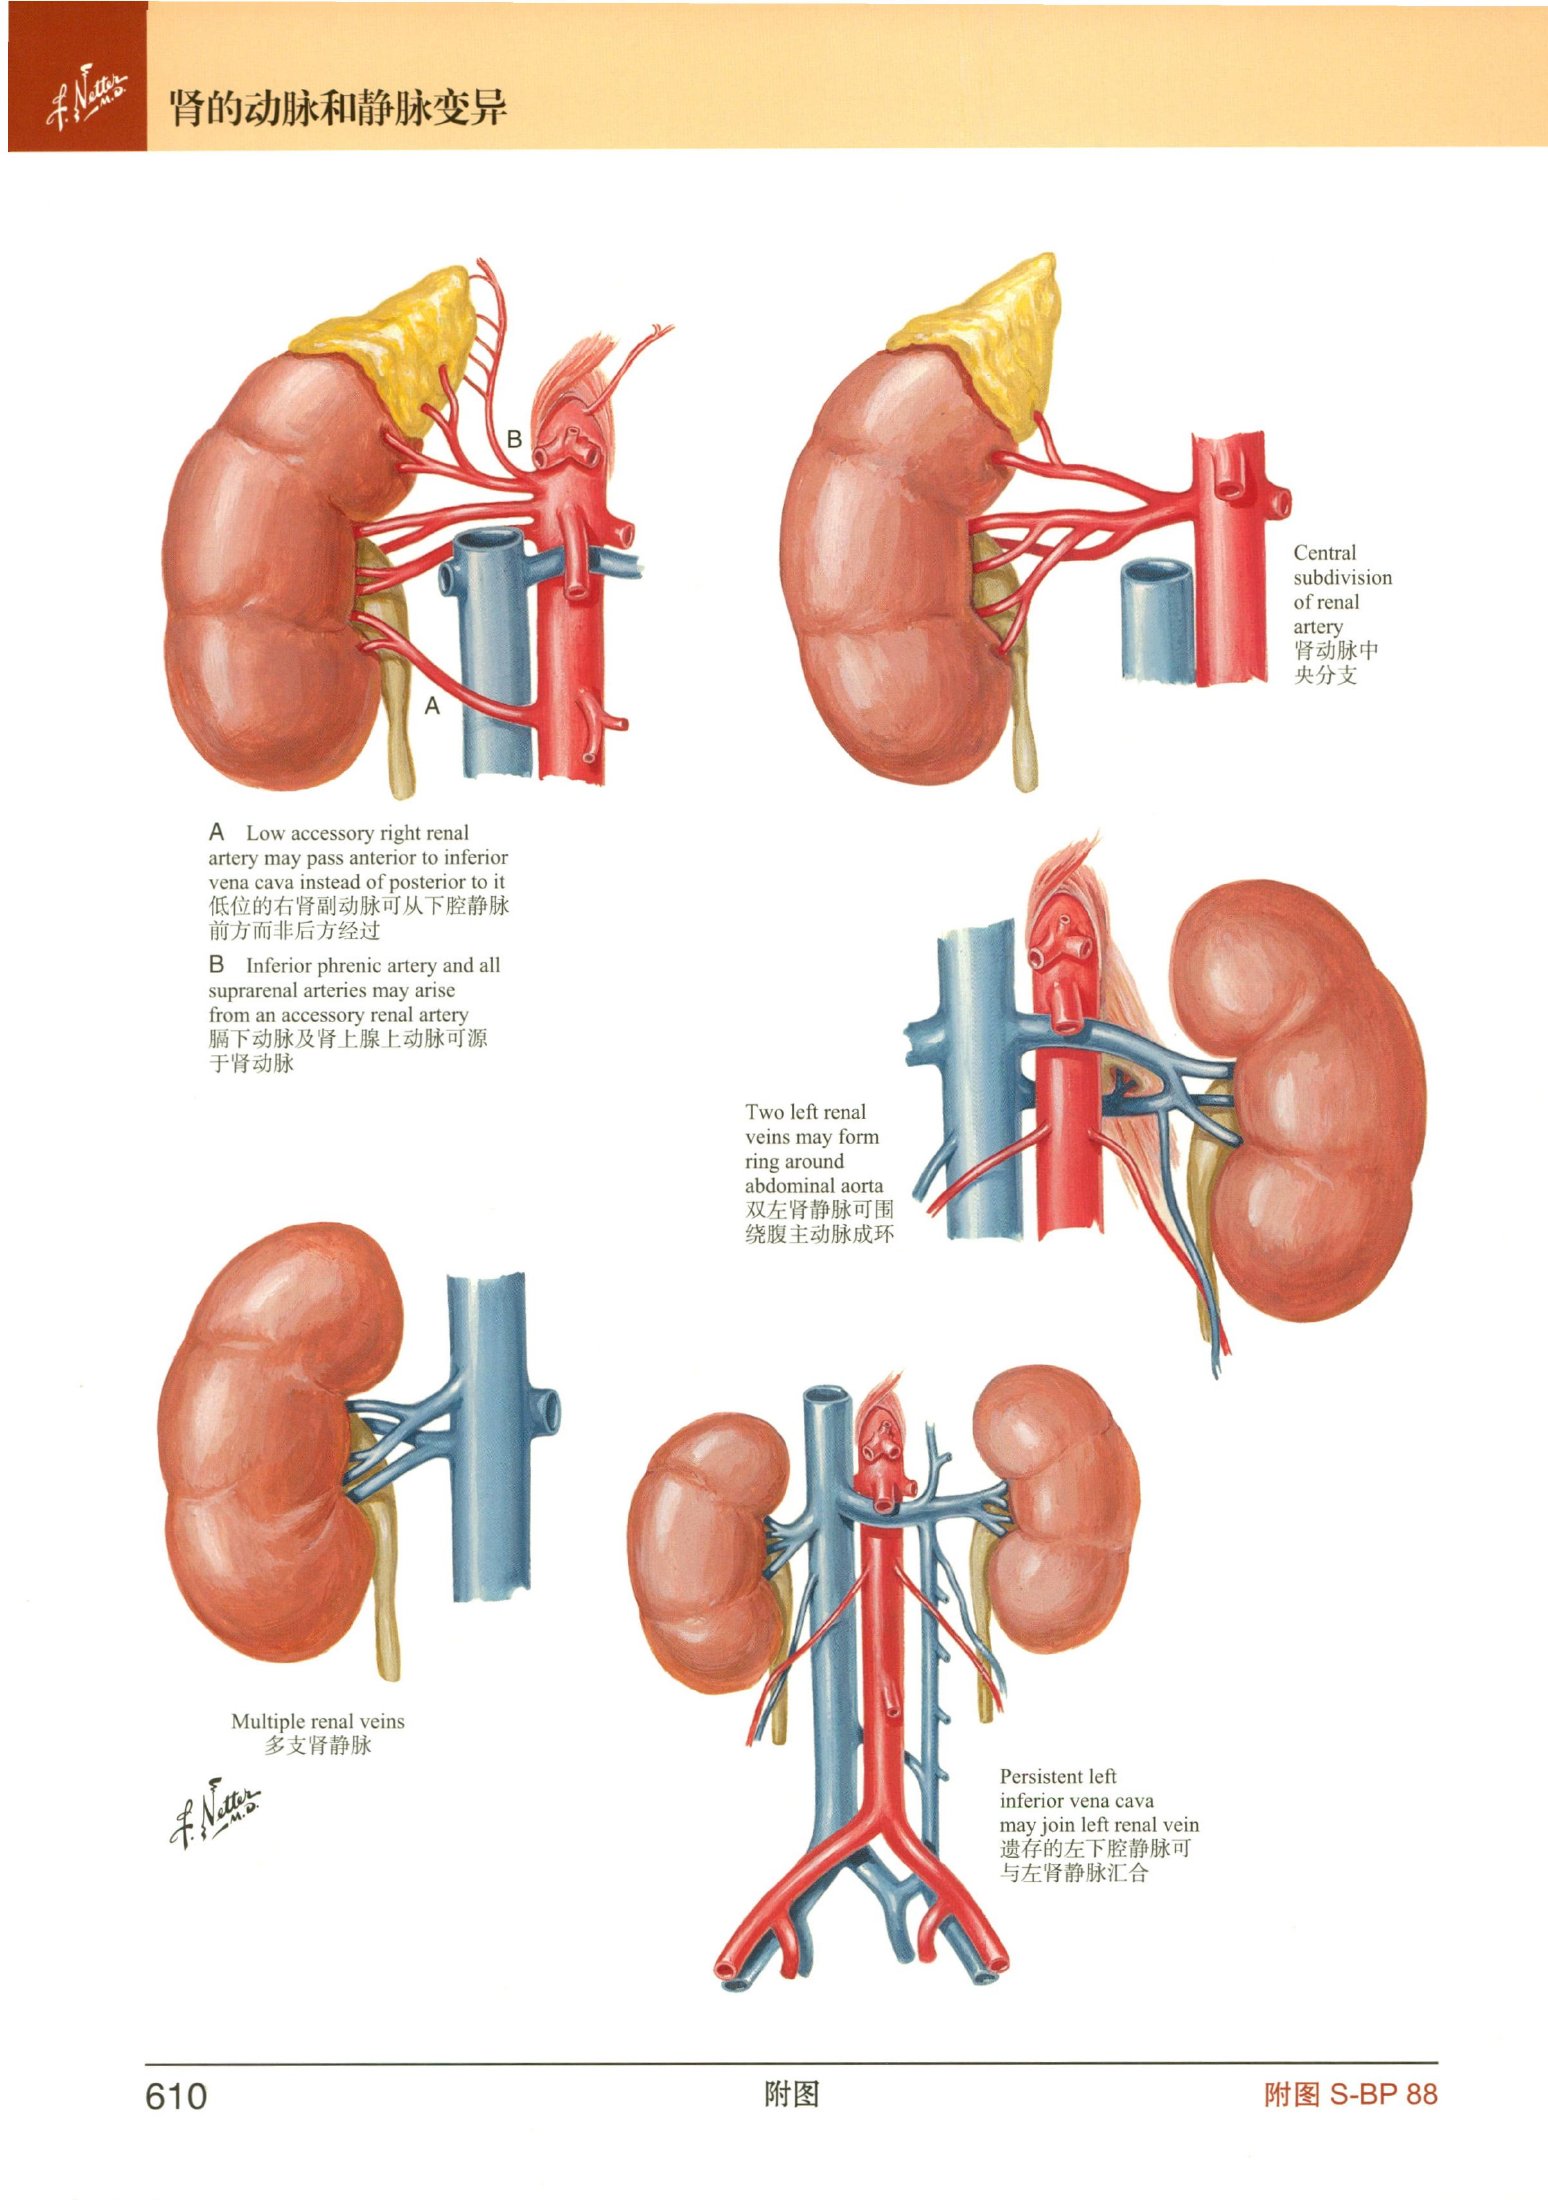 F. Netter M.D.
肾的动脉和静脉变异
B
A
Central
subdivision
of renal
artery
肾动脉中
央分支
A Low accessory right renal
artery may pass anterior to inferior
vena cava instead of posterior to it
低位的右肾副动脉可从下腔静脉
前方而非后方经过
B Inferior phrenic artery and all
suprarenal arteries may arise
from an accessory renal artery
膈下动脉及肾上腺上动脉可源
于肾动脉
Two left renal
veins may form
ring around
abdominal aorta
双左肾静脉可围
绕腹主动脉成环
Multiple renal veins
多支肾静脉
F. Netter M.D.
Persistent left
inferior vena cava
may join left renal vein
遗存的左下腔静脉可
与左肾静脉汇合
610
附图
附图 S-BP 88